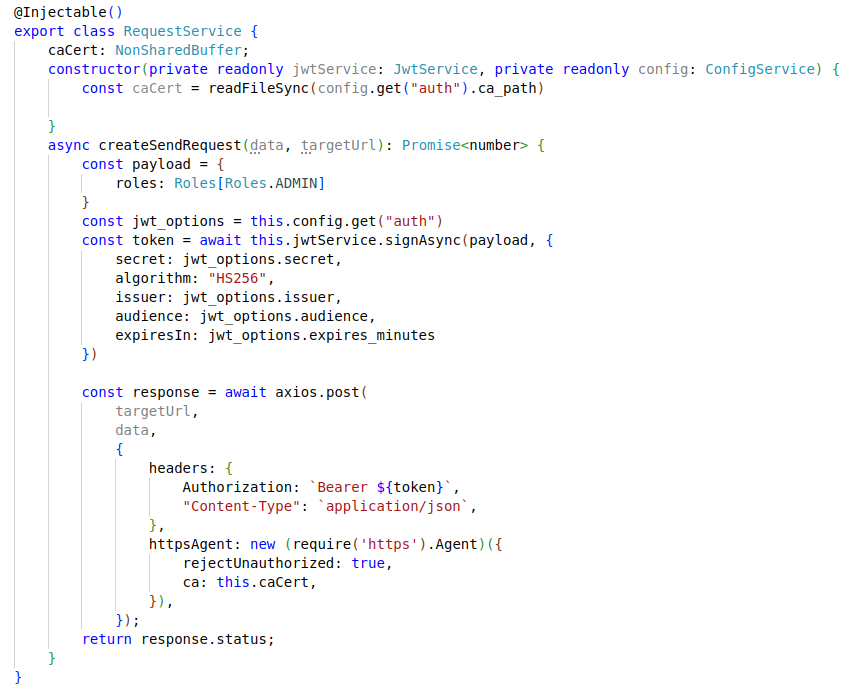 @Injectable()
export class RequestService {
    caCert: NonSharedBuffer;
    constructor(private readonly jwtService: JwtService, private readonly config: ConfigService) {
        const caCert = readFileSync(config.get("auth").ca_path)

    }
    async createSendRequest(data, targetUrl): Promise<number> {
        const payload = {
            roles: Roles[Roles.ADMIN]
        }
        const jwt_options = this.config.get("auth")
        const token = await this.jwtService.signAsync(payload, {
            secret: jwt_options.secret,
            algorithm: "HS256",
            issuer: jwt_options.issuer,
            audience: jwt_options.audience,
            expiresIn: jwt_options.expires_minutes
        })

        const response = await axios.post(
            targetUrl,
            data,
            {
                headers: {
                    Authorization: `Bearer ${token}`,
                    "Content-Type": `application/json`,
                },
                httpsAgent: new (require('https').Agent)({
                    rejectUnauthorized: true,
                    ca: this.caCert,
                }),
            });
        return response.status;
    }
}